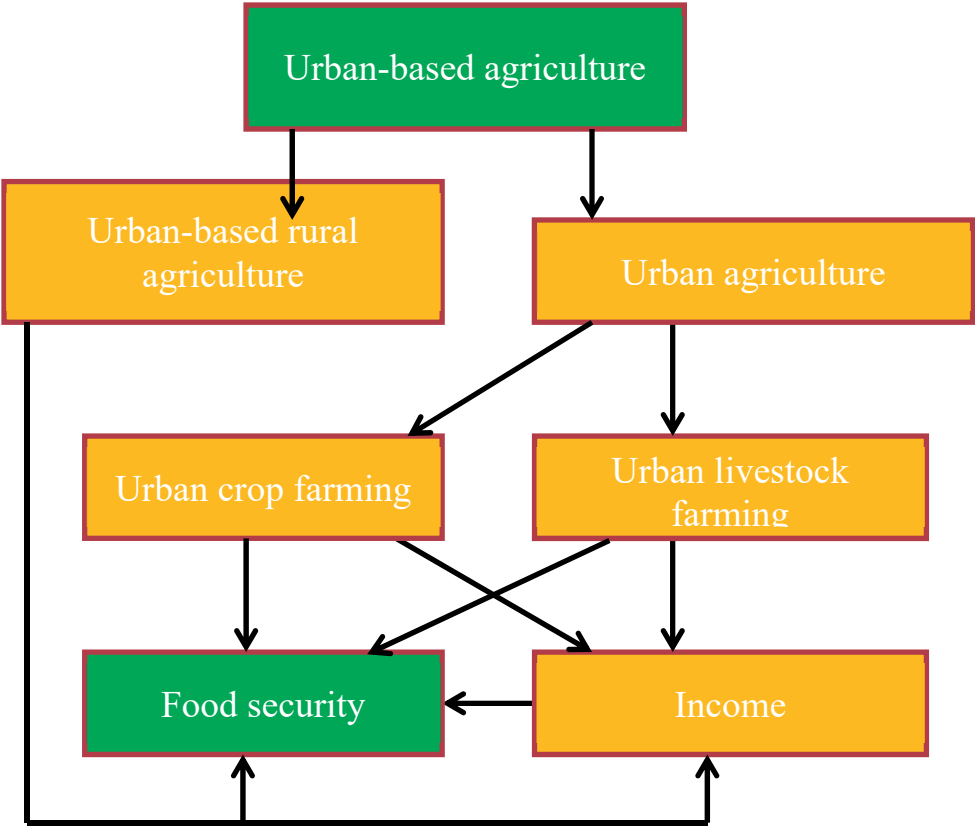 Urban-based agriculture
Urban-based rural
agriculture
Urban agriculture
Urban crop farming
Urban livestock
farming
Food security
Income